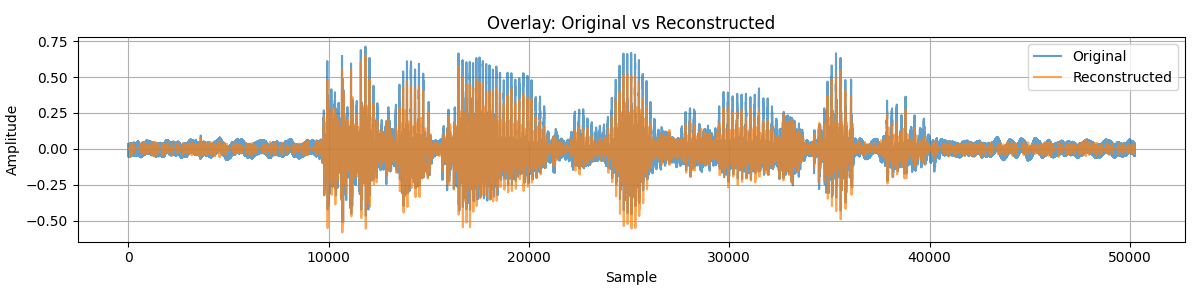 Overlay: Original vs Reconstructed
Original
Reconstructed
Amplitude
0.75
0.50
0.25
0.00
−0.25
−0.50
0
10000
20000
30000
40000
50000
Sample